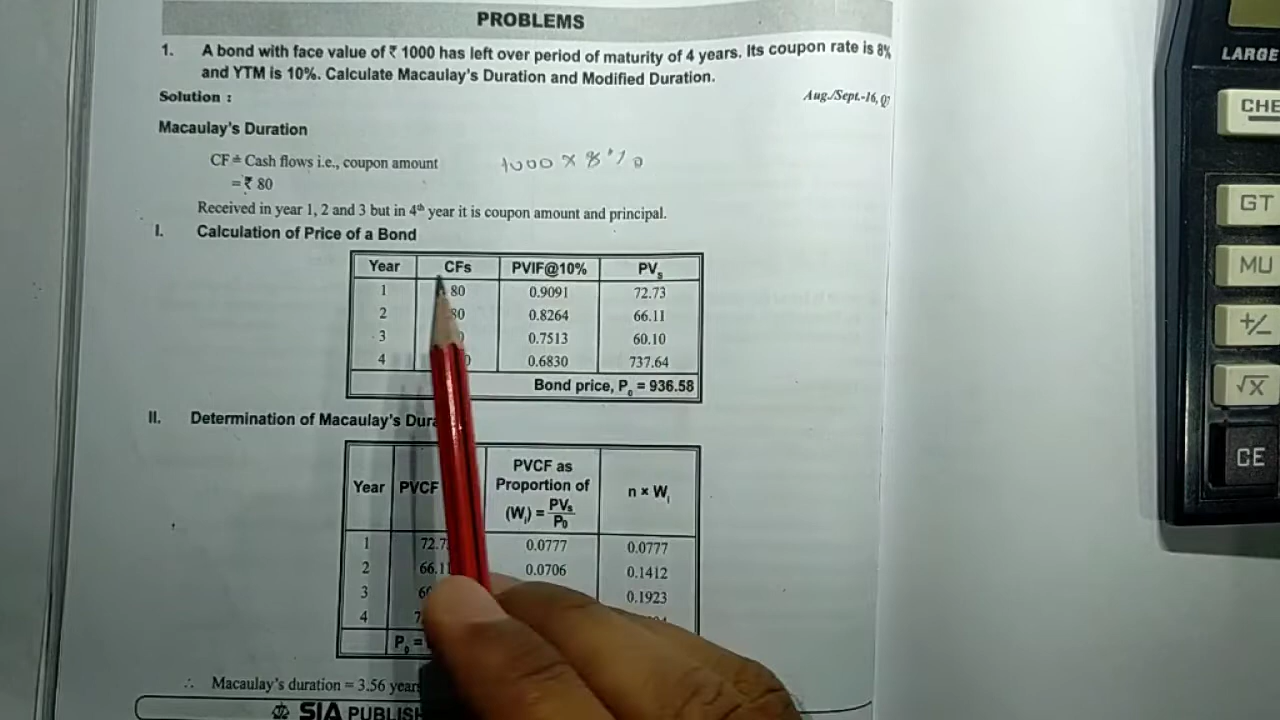 PROBLEMS
1. A bond with face value of ₹ 1000 has left over period of maturity of 4 years. Its coupon rate is 8%
and YTM is 10%. Calculate Macaulay's Duration and Modified Duration.
Aug./Sept.-16, Q7
Solution :
Macaulay's Duration
CF = Cash flows i.e., coupon amount 1000 × 8%
= ₹ 80
Received in year 1, 2 and 3 but in 4th year it is coupon amount and principal.
I. Calculation of Price of a Bond
Year CFs PVIF@10% PVs
1 80 0.9091 72.73
2 80 0.8264 66.11
3 0.7513 60.10
4 0.6830 737.64
Bond price, P0 = 936.58
II. Determination of Macaulay's
Year PVCF PVCF as Proportion of (Wi) = PVs/P0 n × Wi
1 0.0777 0.0777
2 0.0706 0.1412
3 0.1923
4
P0 =
∴ Macaulay's duration = 3.56
SIA
LARGE
GT
MU
+/–
√X
CE